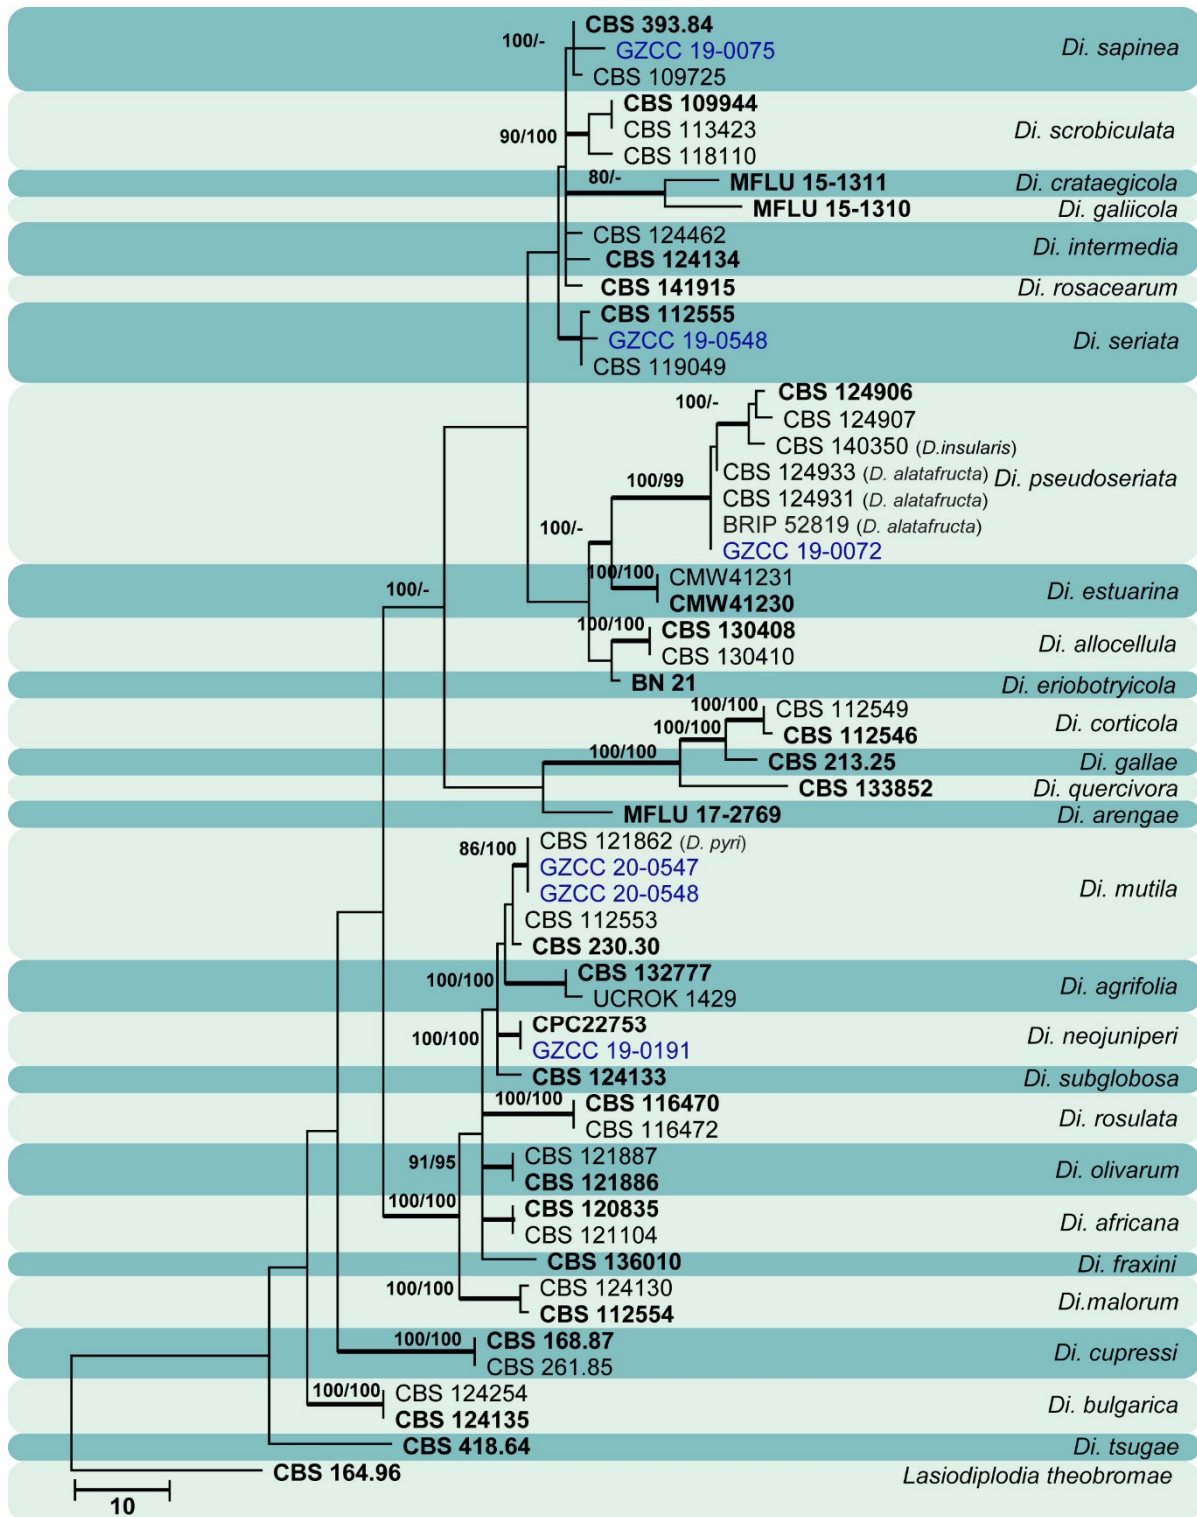 CBS 393.84
100/-
GZCC 19-0075
Di. sapinea
CBS 109725
CBS 109944
90/100
CBS 113423
Di. scrobiculata
CBS 118110
80/-
MFLU 15-1311
Di. crataegicola
MFLU 15-1310
Di. galiicola
CBS 124462
Di. intermedia
CBS 124134
CBS 141915
Di. rosacearum
CBS 112555
GZCC 19-0548
Di. seriata
CBS 119049
CBS 124906
100/-
CBS 124907
CBS 140350 (D.insularis)
100/99
CBS 124933 (D. alatafructa)
Di. pseudoseriata
CBS 124931 (D. alatafructa)
100/-
BRIP 52819 (D. alatafructa)
GZCC 19-0072
100/100
CMW41231
100/-
Di. estuarina
CMW41230
100/100
CBS 130408
Di. allocellula
CBS 130410
BN 21
Di. eriobotryicola
100/100
CBS 112549
100/100
Di. corticola
CBS 112546
100/100
CBS 213.25
Di. gallae
CBS 133852
Di. quercivora
MFLU 17-2769
Di. arengae
CBS 121862 (D. pyri)
86/100
GZCC 20-0547
GZCC 20-0548
Di. mutila
CBS 112553
CBS 230.30
100/100
CBS 132777
Di. agrifolia
UCROK 1429
CPC22753
100/100
Di. neojuniperi
GZCC 19-0191
CBS 124133
Di. subglobosa
100/100
CBS 116470
Di. rosulata
CBS 116472
91/95
CBS 121887
Di. olivarum
CBS 121886
100/100
CBS 120835
Di. africana
CBS 121104
CBS 136010
Di. fraxini
100/100
CBS 124130
Di.malorum
CBS 112554
100/100
CBS 168.87
Di. cupressi
CBS 261.85
100/100
CBS 124254
Di. bulgarica
CBS 124135
CBS 418.64
Di. tsugae
CBS 164.96
Lasiodiplodia theobromae
10